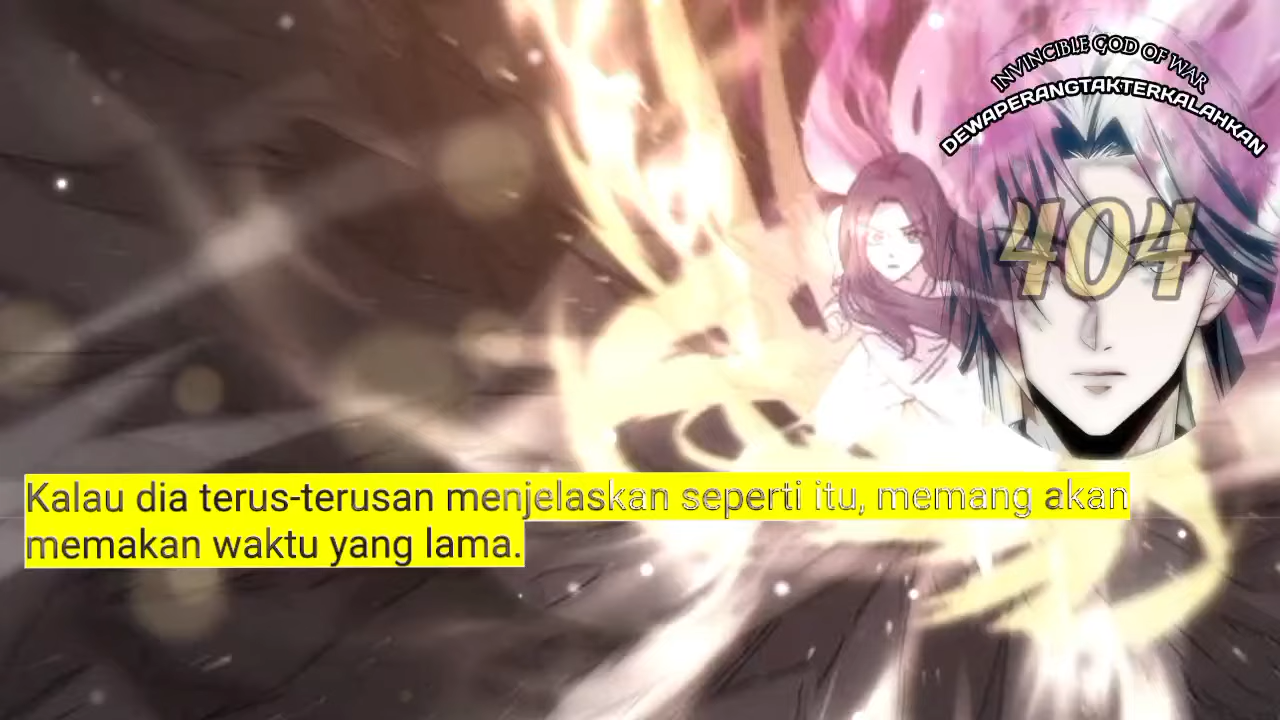 INVINCIBLE GOD OF WAR
DEWAPERANGTAKTERKALAHKAN
404
Kalau dia terus-terusan menjelaskan seperti itu, memang akan
memakan waktu yang lama.